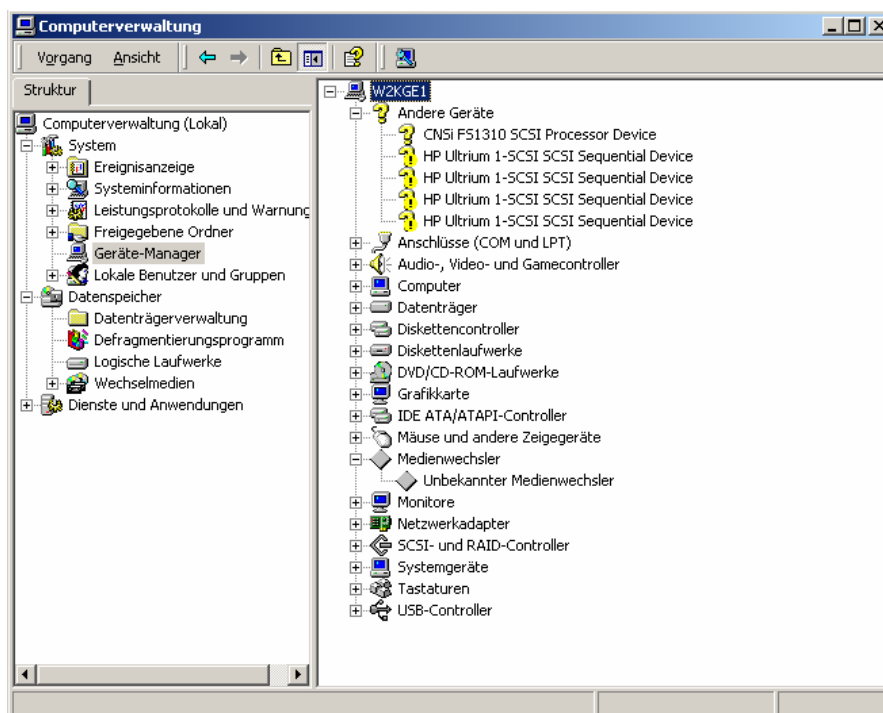 Computerverwaltung
Vorgang Ansicht
Struktur
Computerverwaltung (Lokal)
System
Ereignisanzeige
Systeminformationen
Leistungsprotokolle und Warnung
Freigegebene Ordner
Geräte-Manager
Lokale Benutzer und Gruppen
Datenspeicher
Datenträgerverwaltung
Defragmentierungsprogramm
Logische Laufwerke
Wechselmedien
Dienste und Anwendungen
W2KGE1
Andere Geräte
CNSi FS1310 SCSI Processor Device
HP Ultrium 1-SCSI SCSI Sequential Device
HP Ultrium 1-SCSI SCSI Sequential Device
HP Ultrium 1-SCSI SCSI Sequential Device
HP Ultrium 1-SCSI SCSI Sequential Device
Anschlüsse (COM und LPT)
Audio-, Video- und Gamecontroller
Computer
Datenträger
Diskettencontroller
Diskettenlaufwerke
DVD/CD-ROM-Laufwerke
Grafikkarte
IDE ATA/ATAPI-Controller
Mäuse und andere Zeigegeräte
Medienwechsler
Unbekannter Medienwechsler
Monitore
Netzwerkadapter
SCSI- und RAID-Controller
Systemgeräte
Tastaturen
USB-Controller